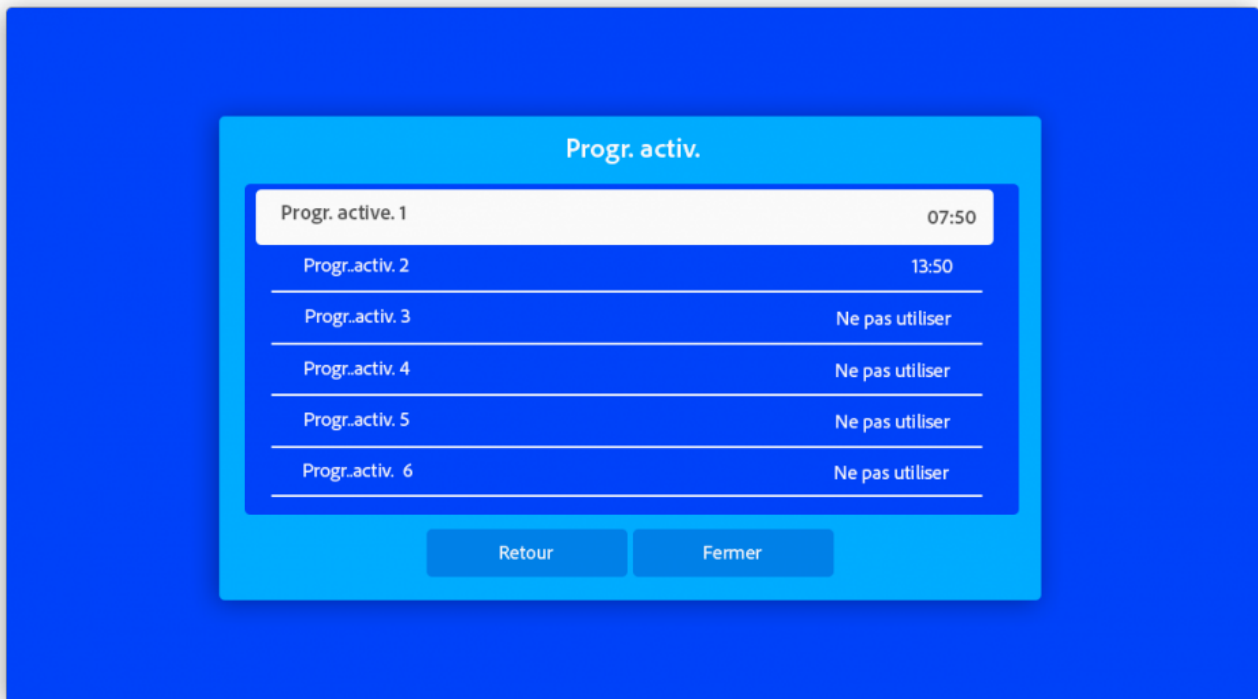 Progr. activ.
Progr. active. 1 07:50
Progr..activ. 2 13:50
Progr..activ. 3 Ne pas utiliser
Progr..activ. 4 Ne pas utiliser
Progr..activ. 5 Ne pas utiliser
Progr..activ. 6 Ne pas utiliser
Retour Fermer